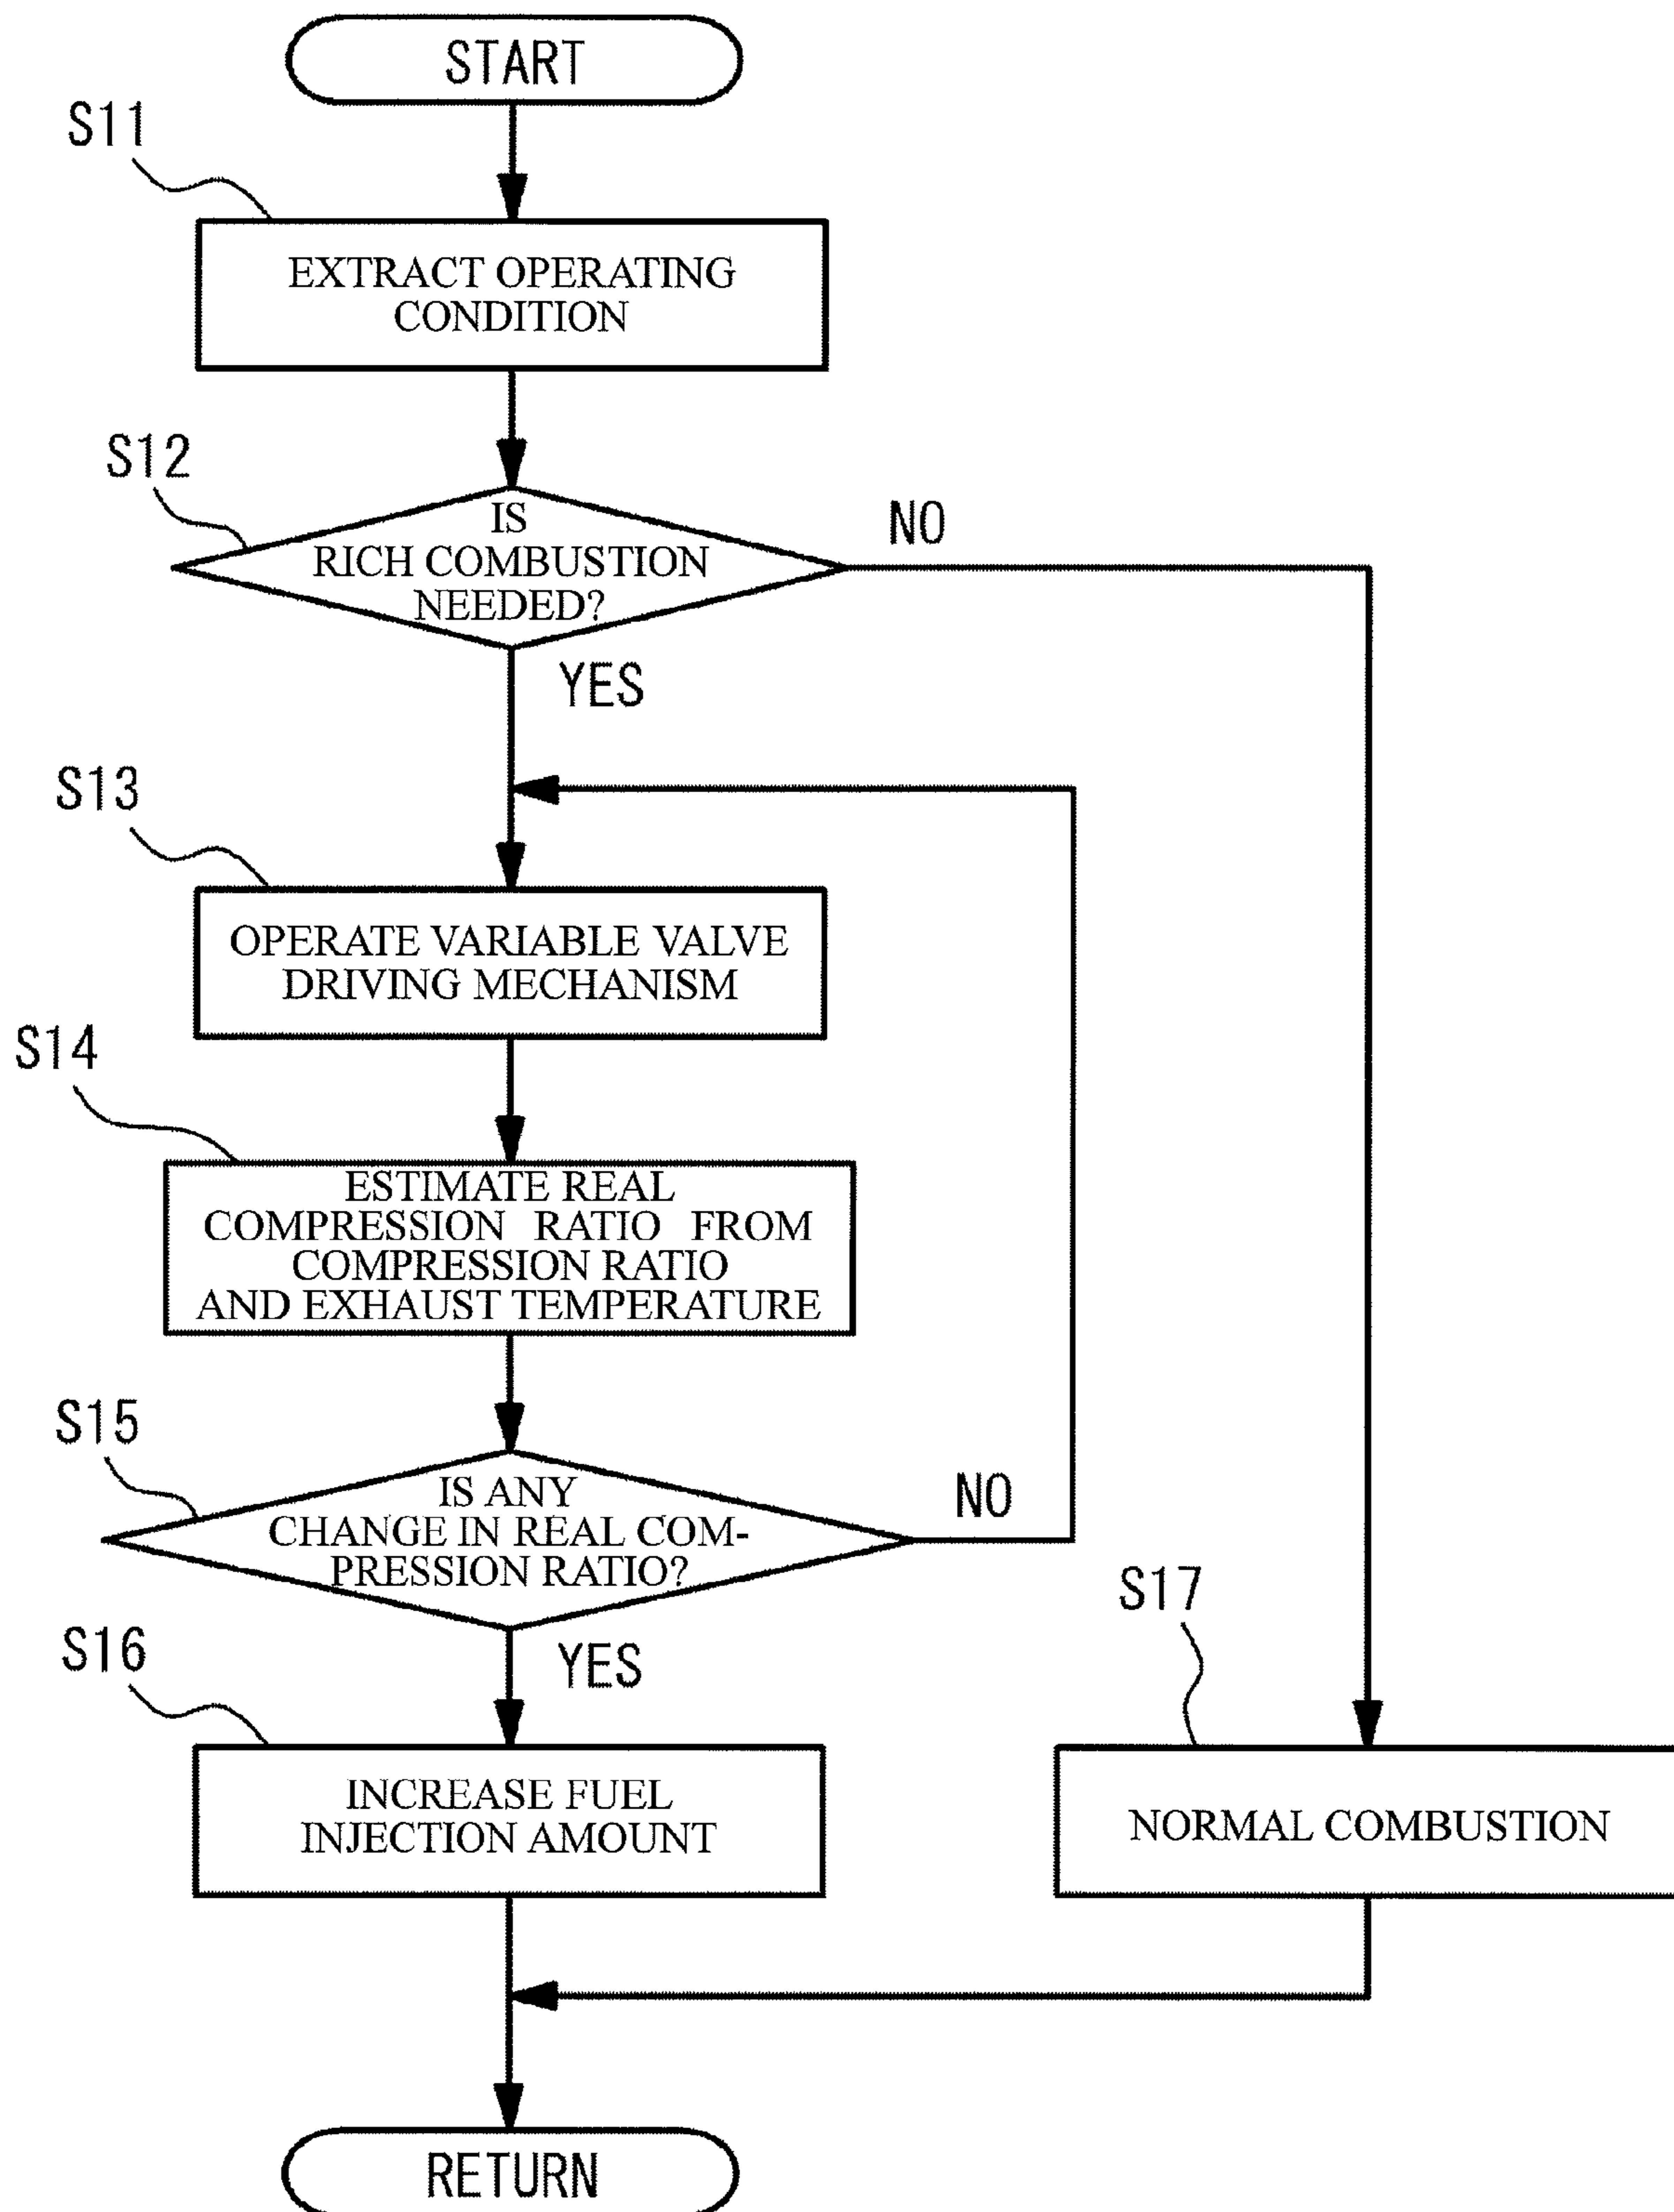 START
S11
EXTRACT OPERATING
CONDITION
S12
IS
RICH COMBUSTION
NEEDED?
NO
YES
S13
OPERATE VARIABLE VALVE
DRIVING MECHANISM
S14
ESTIMATE REAL
COMPRESSION RATIO FROM
COMPRESSION RATIO
AND EXHAUST TEMPERATURE
S15
IS ANY
CHANGE IN REAL COM-
PRESSION RATIO?
NO
YES
S16
INCREASE FUEL
INJECTION AMOUNT
S17
NORMAL COMBUSTION
RETURN